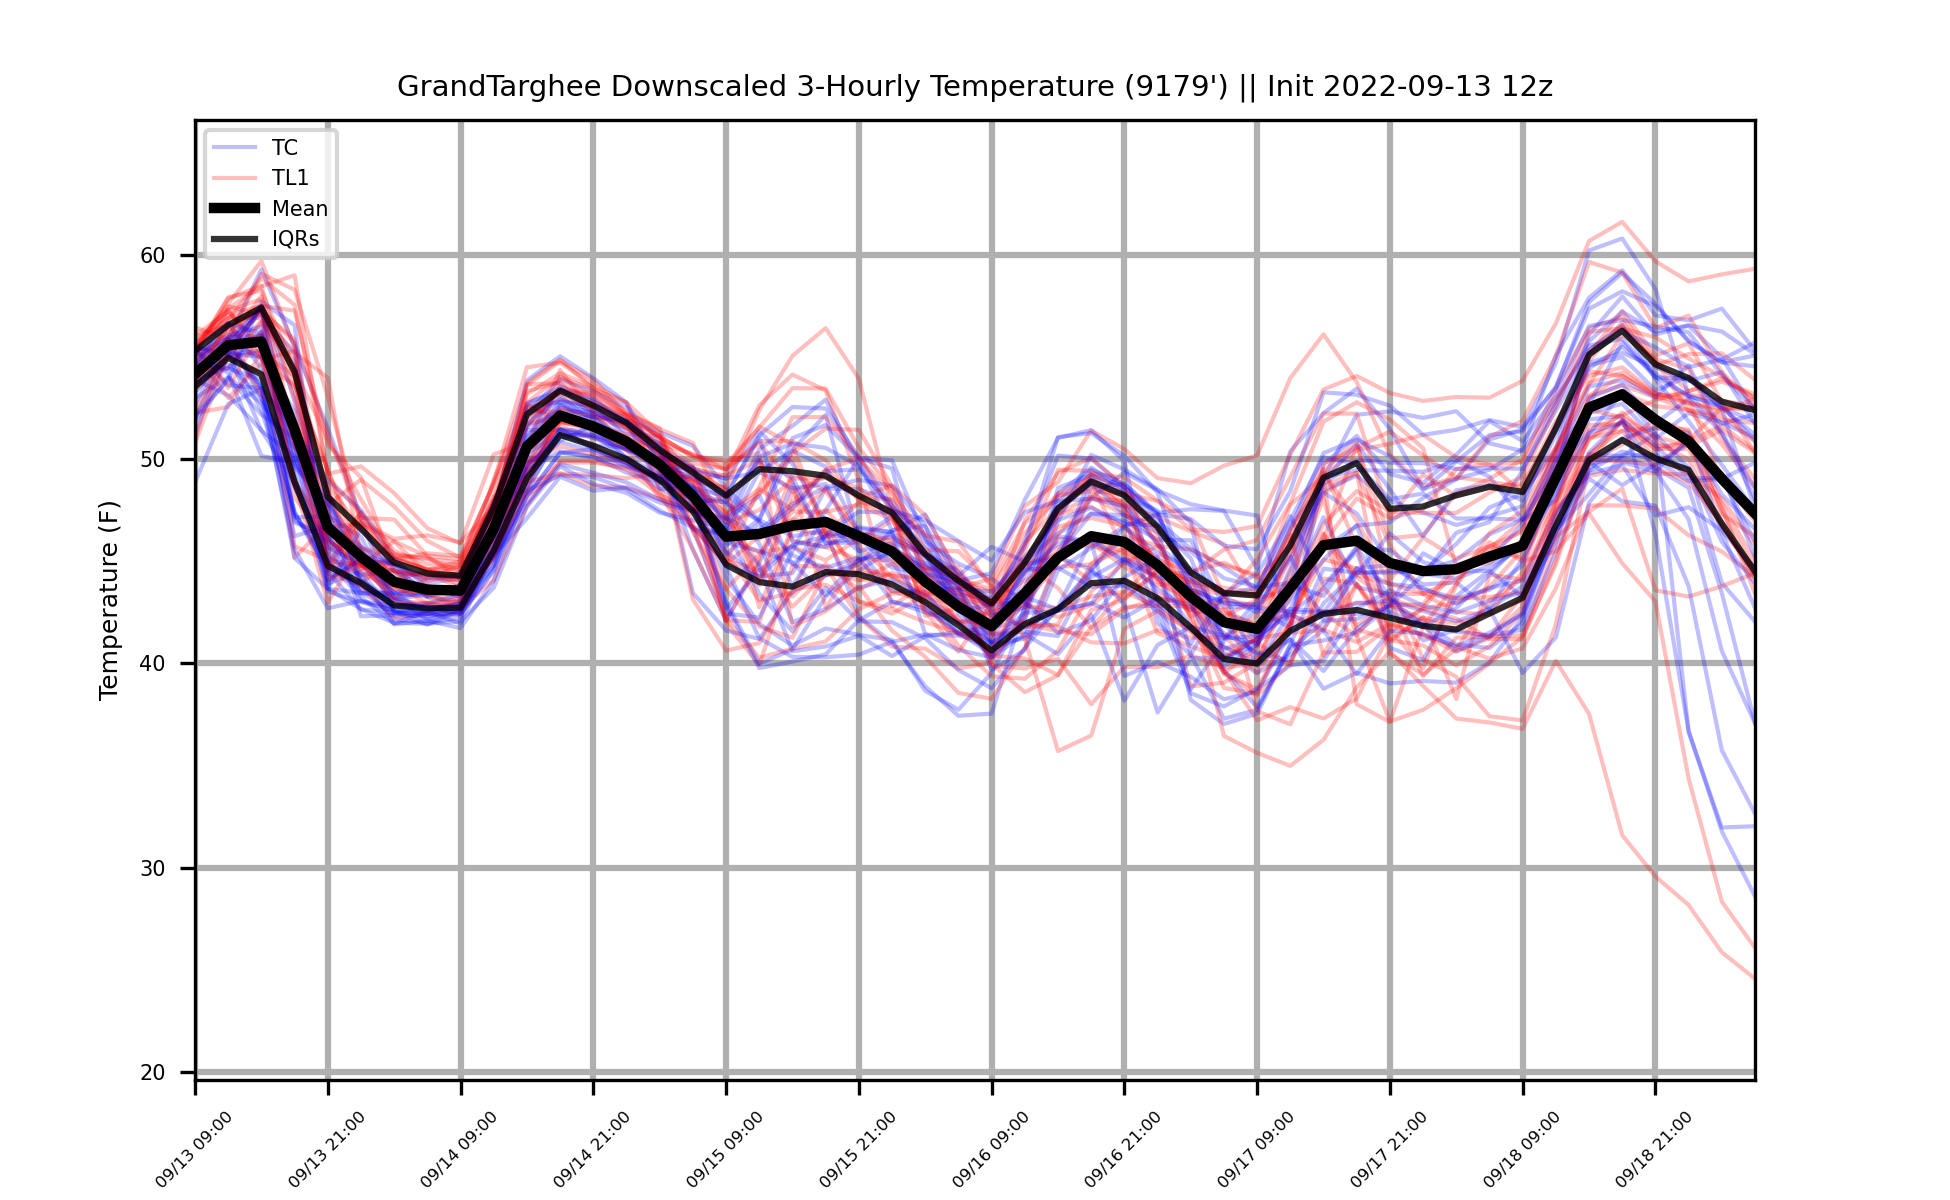 GrandTarghee Downscaled 3-Hourly Temperature (9179') || Init 2022-09-13 12z
TC
TL1
Mean
IQRs
Temperature (F)
60
50
40
30
20
09/13 09:00
09/13 21:00
09/14 09:00
09/14 21:00
09/15 09:00
09/15 21:00
09/16 09:00
09/16 21:00
09/17 09:00
09/17 21:00
09/18 09:00
09/18 21:00